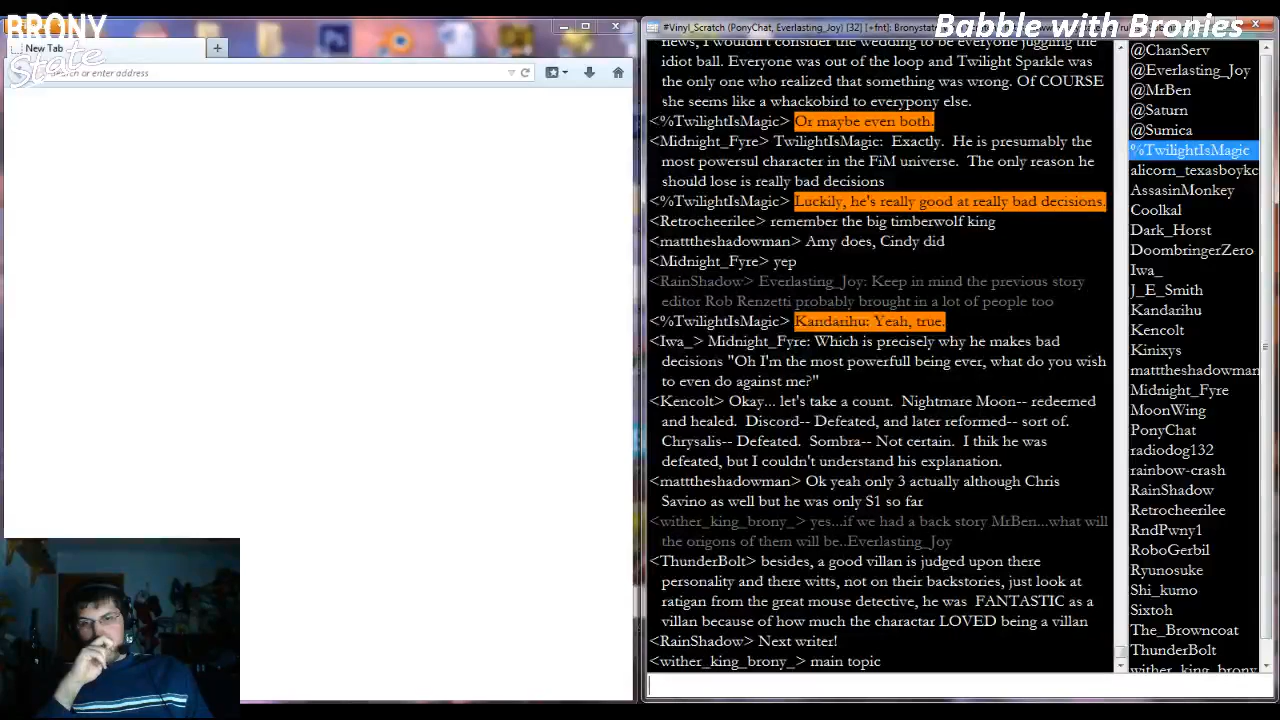 BRONY
State
New Tab
Search or enter address
#Vinyl_Scratch (PonyChat, Everlasting_Joy) [32] [+fnt]: Bronystate
Babble with Bronies
news, I wouldn't consider the wedding to be everyone juggling the
idiot ball. Everyone was out of the loop and Twilight Sparkle was
the only one who realized that something was wrong. Of COURSE
she seems like a whackobird to everypony else.
<%TwilightIsMagic> Or maybe even both.
<Midnight_Fyre> TwilightIsMagic: Exactly. He is presumably the
most powersul character in the FiM universe. The only reason he
should lose is really bad decisions
<%TwilightIsMagic> Luckily, he's really good at really bad decisions.
<Retrocheerilee> remember the big timberwolf king
<matttheshadowman> Amy does, Cindy did
<Midnight_Fyre> yep
<RainShadow> Everlasting_Joy: Keep in mind the previous story
editor Rob Renzetti probably brought in a lot of people too
<%TwilightIsMagic> Kandarihu: Yeah, true.
<Iwa_> Midnight_Fyre: Which is precisely why he makes bad
decisions "Oh I'm the most powerfull being ever, what do you wish
to even do against me?"
<Kencolt> Okay... let's take a count. Nightmare Moon-- redeemed
and healed. Discord-- Defeated, and later reformed-- sort of.
Chrysalis-- Defeated. Sombra-- Not certain. I thik he was
defeated, but I couldn't understand his explanation.
<matttheshadowman> Ok yeah only 3 actually although Chris
Savino as well but he was only S1 so far
<wither_king_brony_> yes...if we had a back story MrBen...what will
the origons of them will be..Everlasting_Joy
<ThunderBolt> besides, a good villan is judged upon there
personality and there witts, not on their backstories, just look at
ratigan from the great mouse detective, he was FANTASTIC as a
villan because of how much the charactar LOVED being a villan
<RainShadow> Next writer!
<wither_king_brony_> main topic
@ChanServ
@Everlasting_Joy
@MrBen
@Saturn
@Sumica
%TwilightIsMagic
alicorn_texasboykc
AssasinMonkey
Coolkal
Dark_Horst
DoombringerZero
Iwa_
J_E_Smith
Kandarihu
Kencolt
Kinixys
matttheshadowman
Midnight_Fyre
MoonWing
PonyChat
radiodog132
rainbow-crash
RainShadow
Retrocheerilee
RndPwny1
RoboGerbil
Ryunosuke
Shi_kumo
Sixtoh
The_Browncoat
ThunderBolt
wither_king_brony